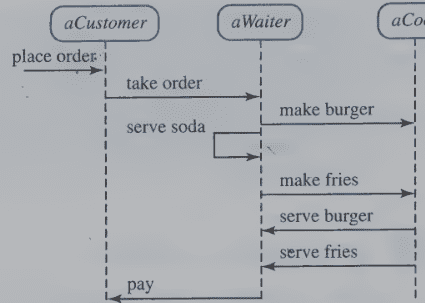 aCustomer
aWaiter
place order
take order
make burger
serve soda
make fries
serve burger
serve fries
pay